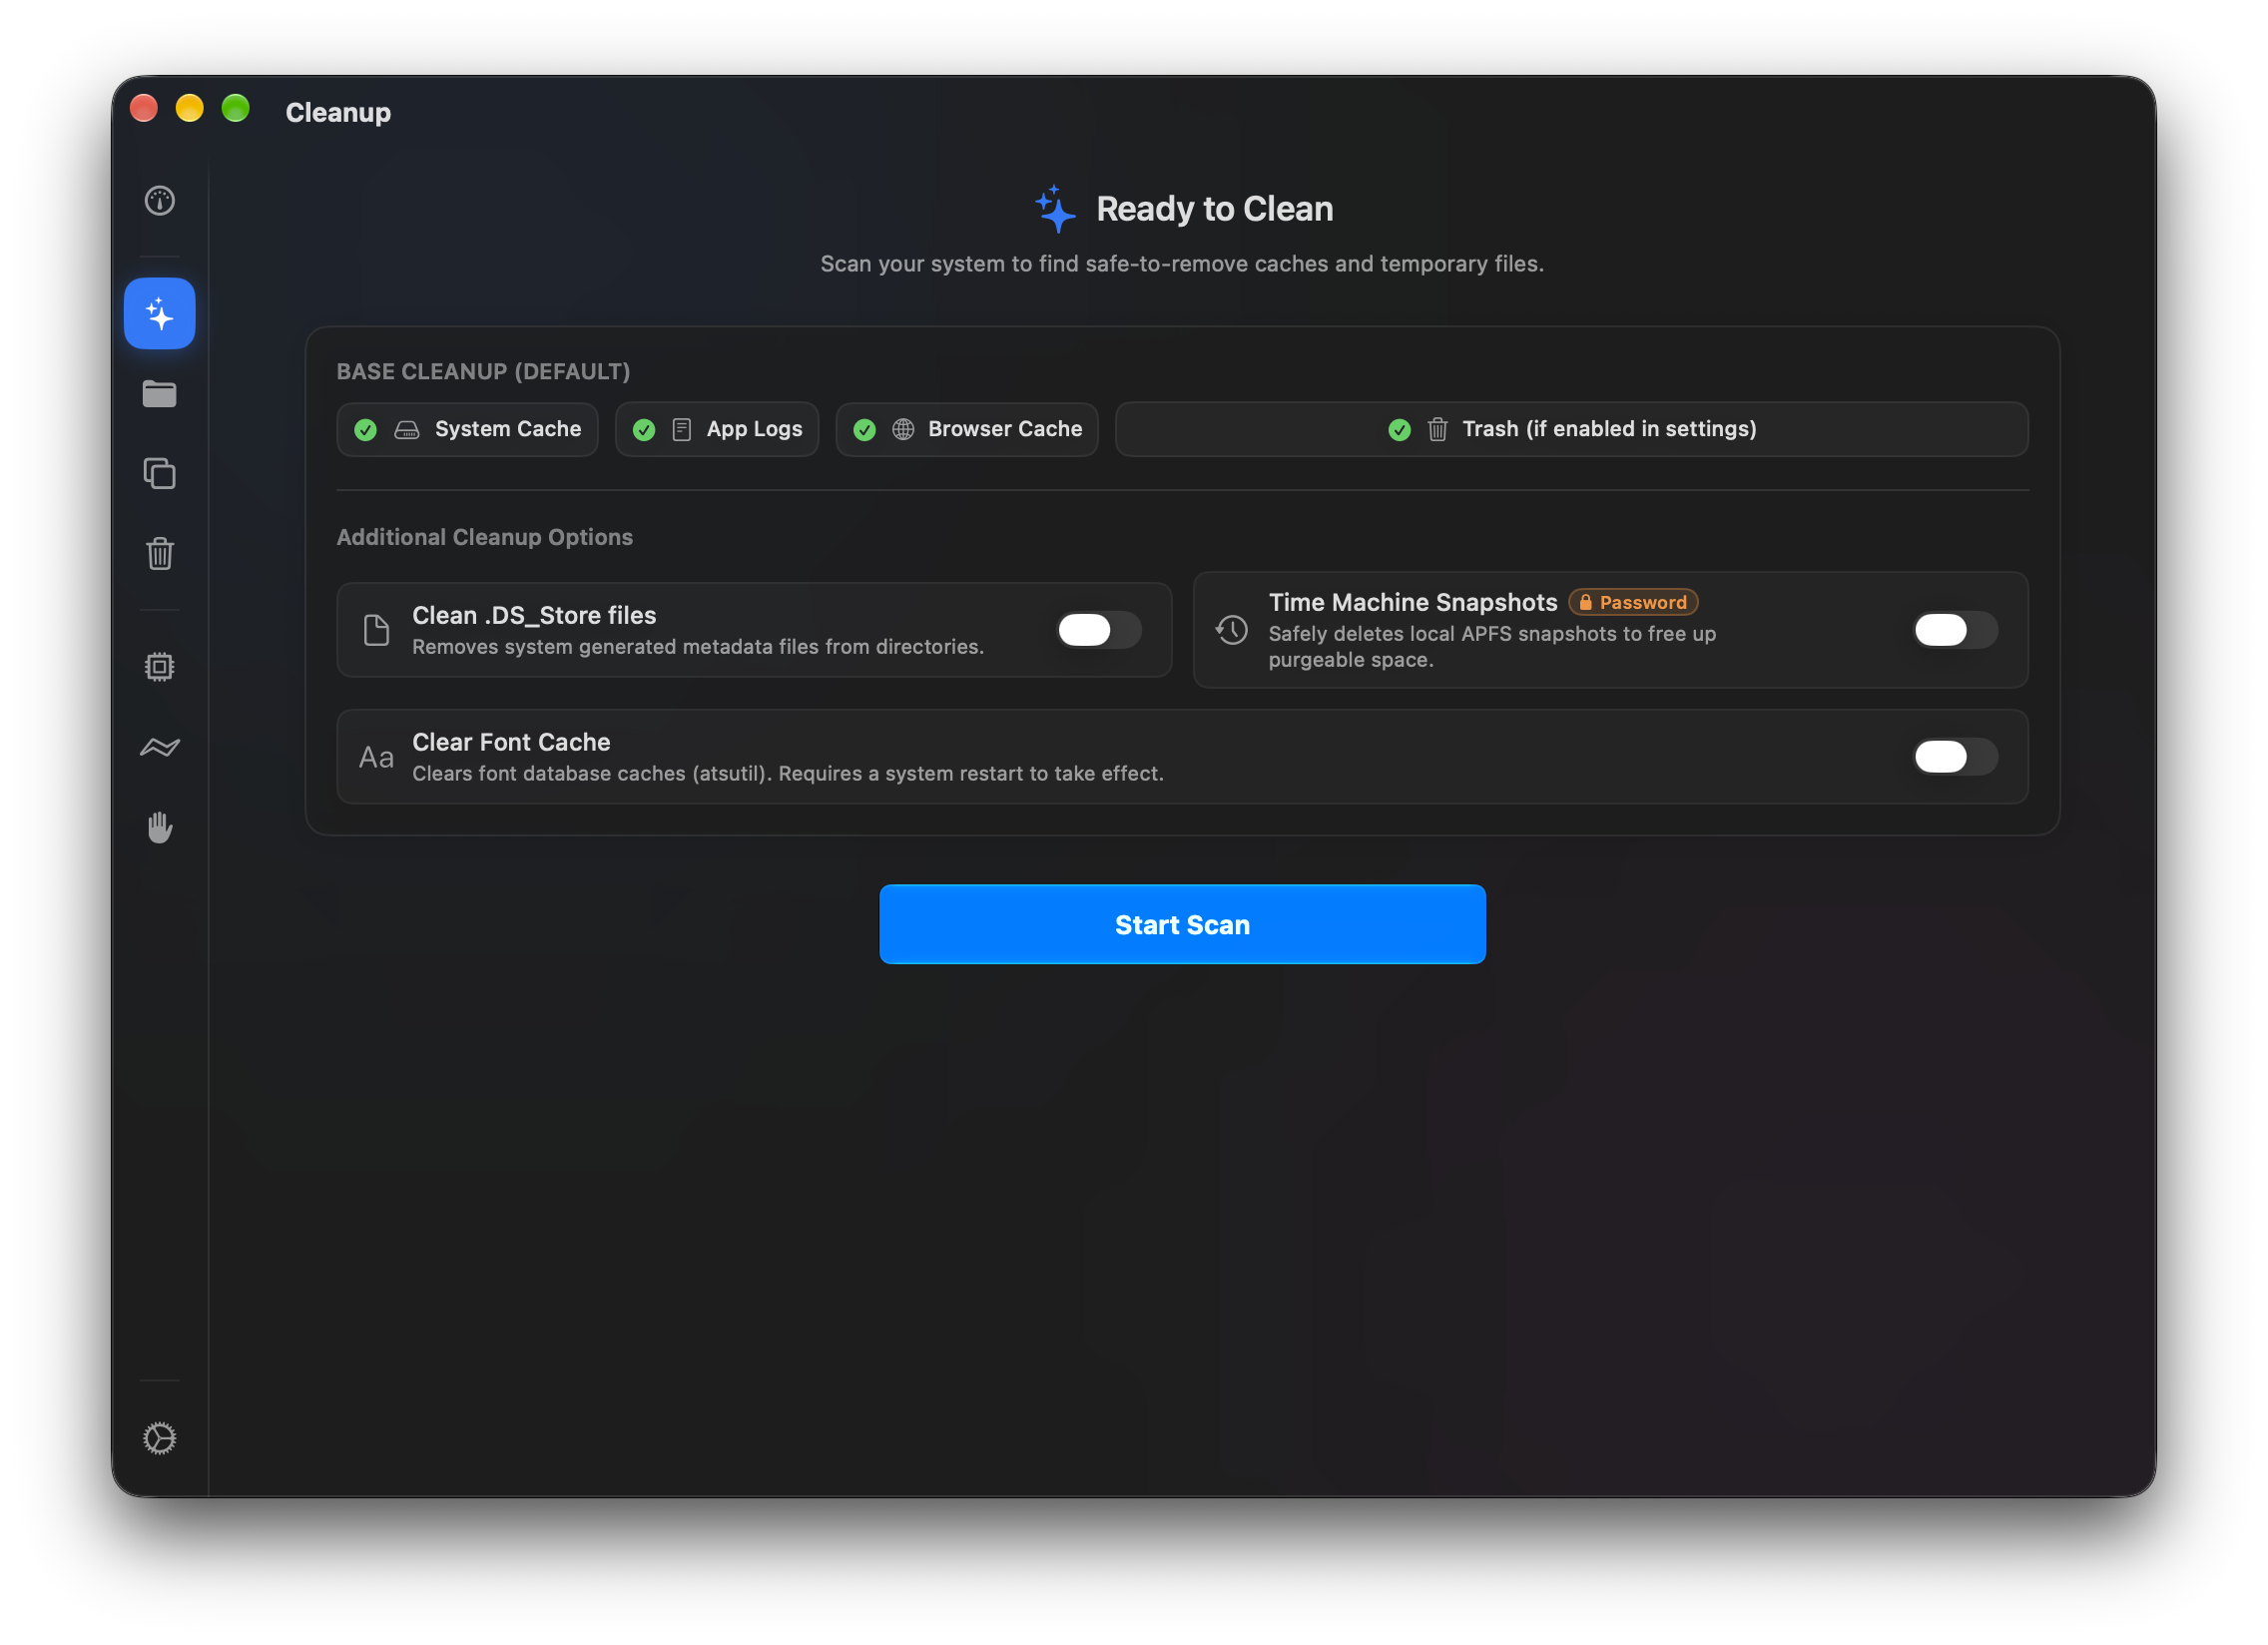 Cleanup
Ready to Clean
Scan your system to find safe-to-remove caches and temporary files.
BASE CLEANUP (DEFAULT)
System Cache
App Logs
Browser Cache
Trash (if enabled in settings)
Additional Cleanup Options
Clean .DS_Store files
Removes system generated metadata files from directories.
Time Machine Snapshots
Password
Safely deletes local APFS snapshots to free up
purgeable space.
Aa
Clear Font Cache
Clears font database caches (atsutil). Requires a system restart to take effect.
Start Scan